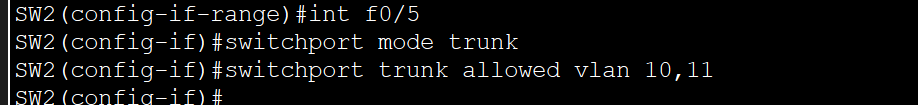 SW2(config-if-range)#int f0/5
SW2(config-if)#switchport mode trunk
SW2(config-if)#switchport trunk allowed vlan 10,11
SW2(config-if)#